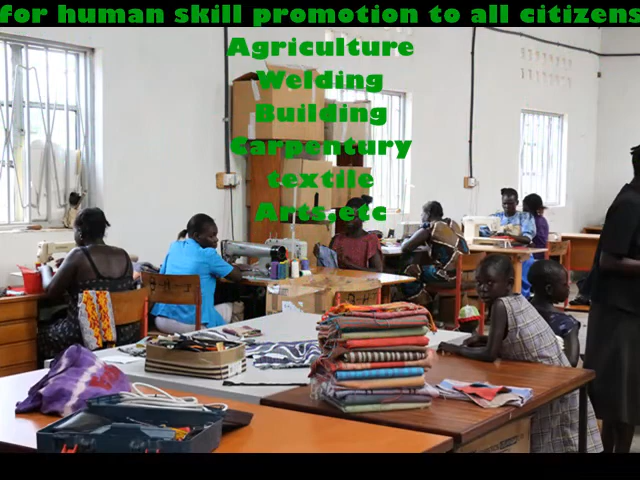 for human skill promotion to all citizens
Agriculture
Welding
Building
Carpentury
textile
Arts.etc